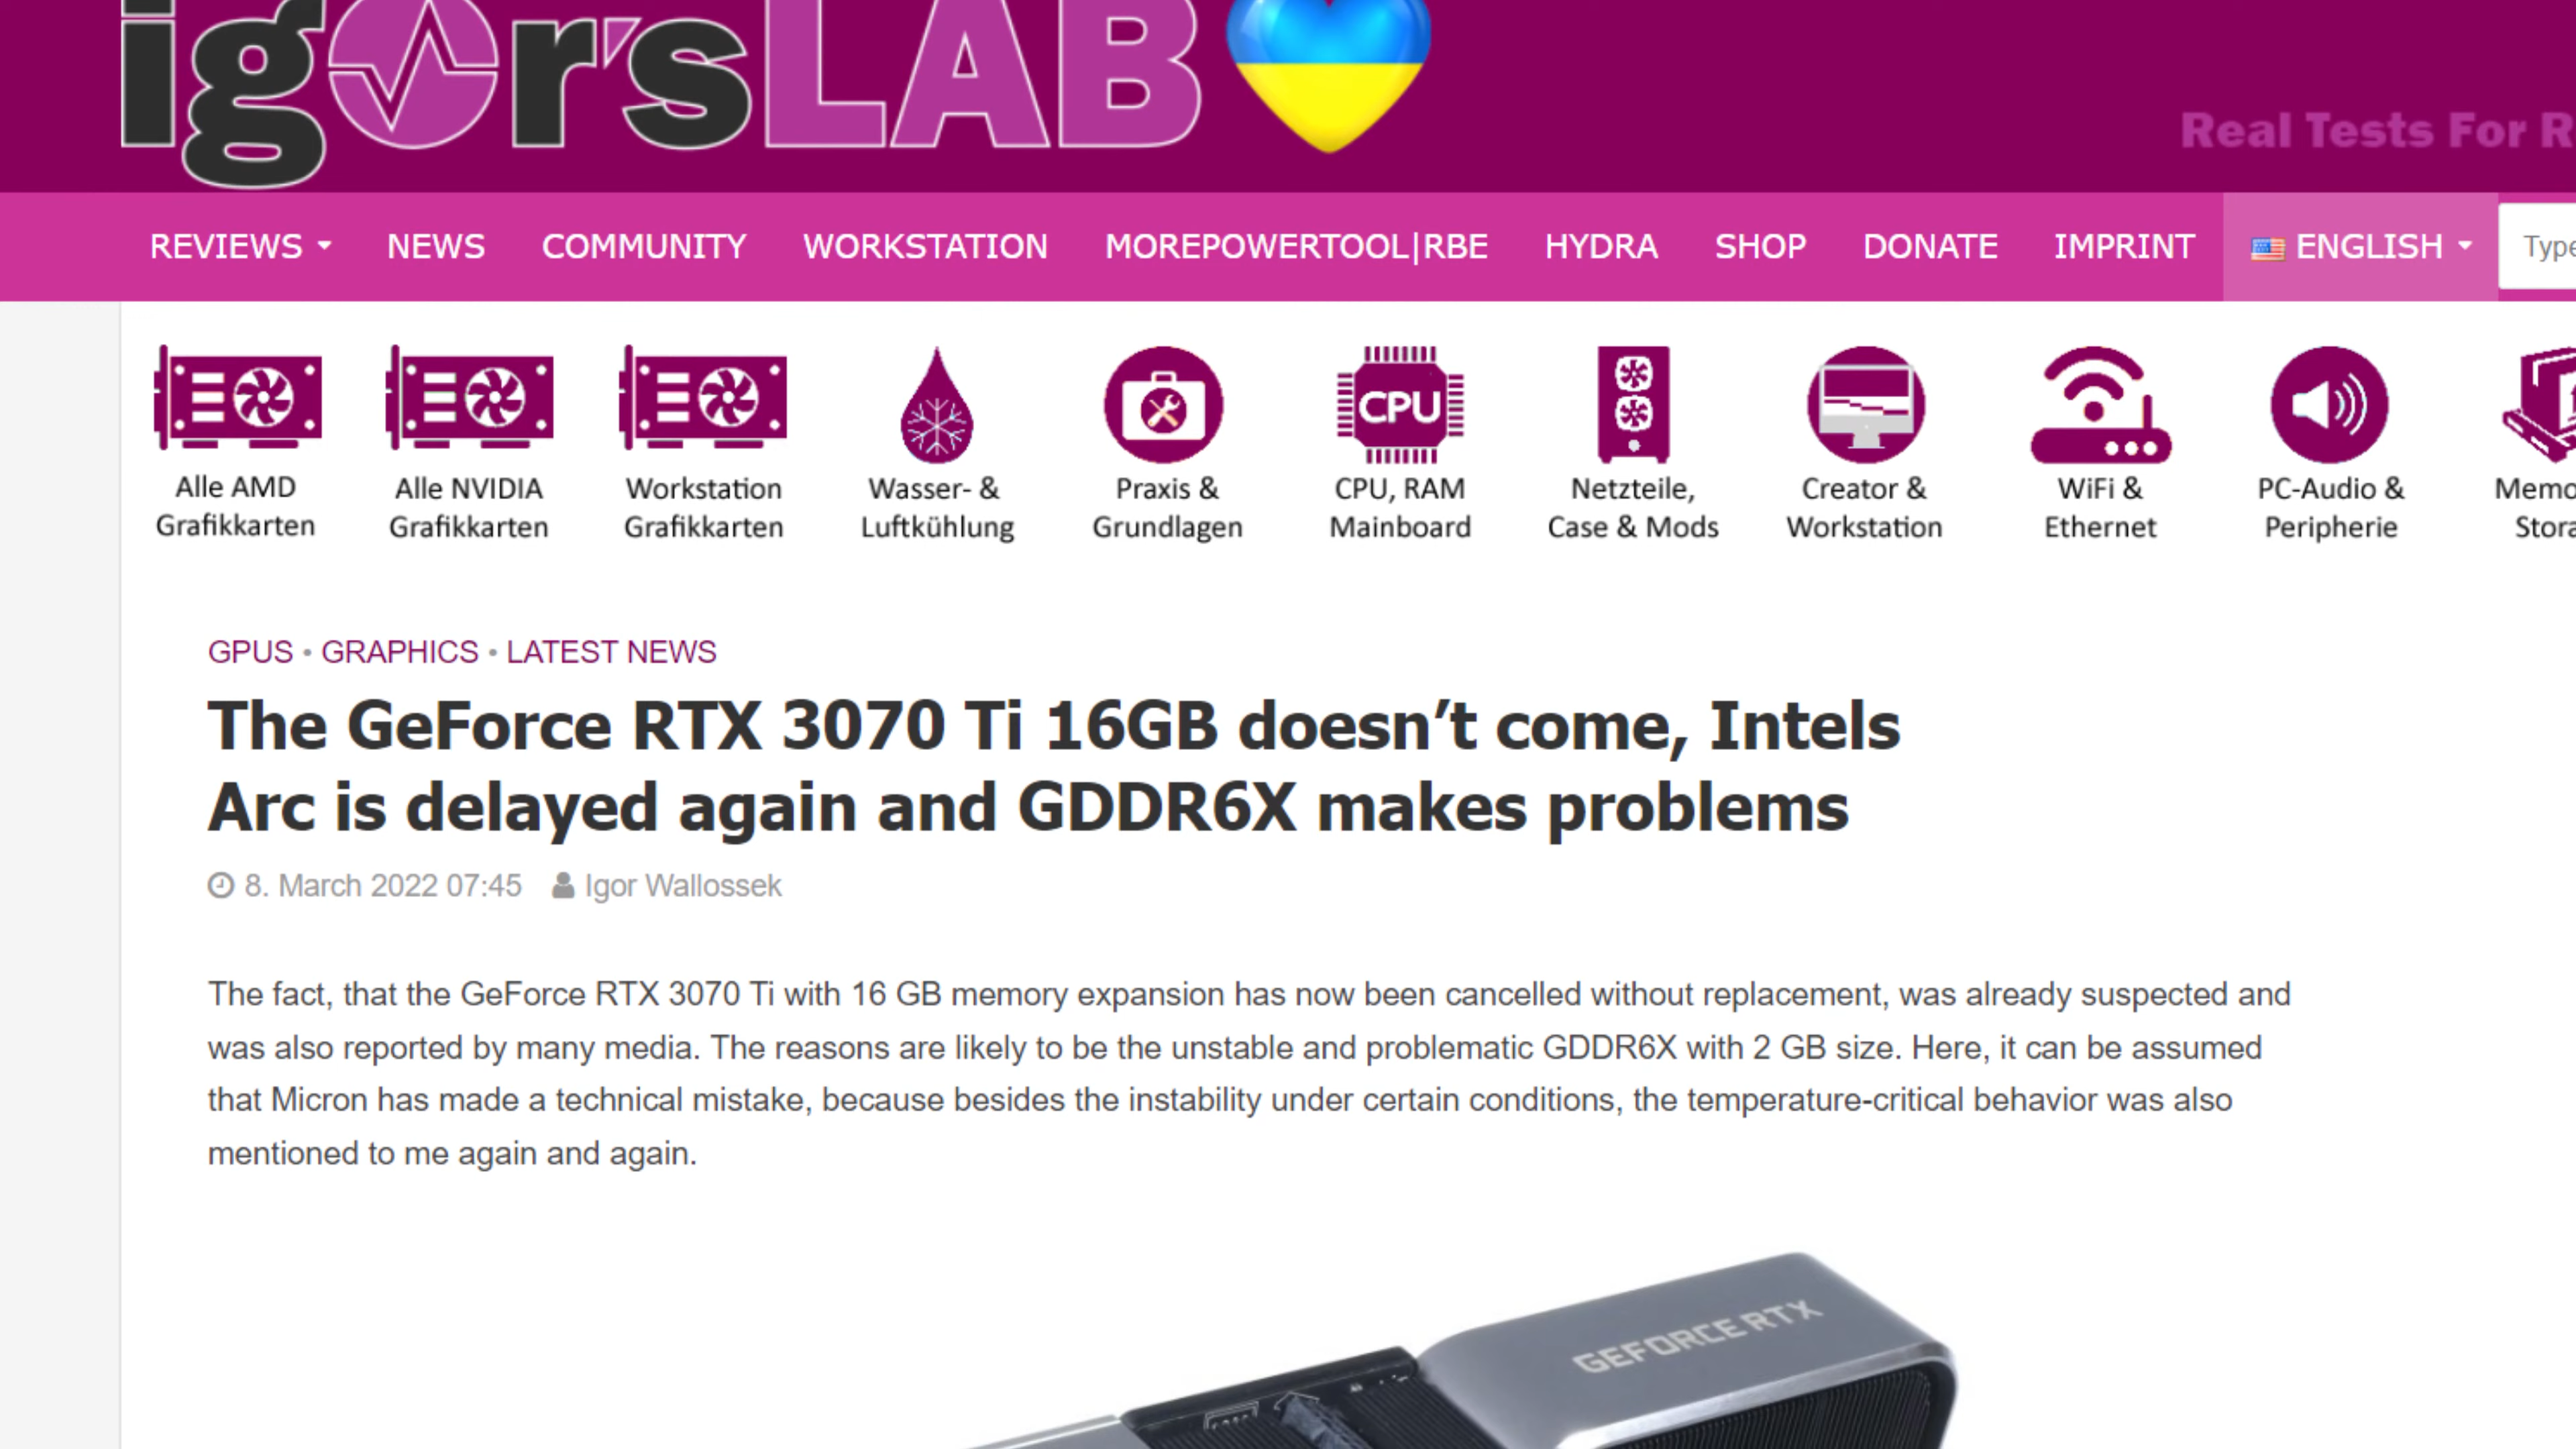 igor'sLAB
Real Tests For
REVIEWS NEWS COMMUNITY WORKSTATION MOREPOWERTOOL|RBE HYDRA SHOP DONATE IMPRINT ENGLISH Type
Alle AMD
Grafikkarten
Alle NVIDIA
Grafikkarten
Workstation
Grafikkarten
Wasser- &
Luftkühlung
Praxis &
Grundlagen
CPU
CPU, RAM
Mainboard
Netzteile,
Case & Mods
Creator &
Workstation
WiFi &
Ethernet
PC-Audio &
Peripherie
GPUS • GRAPHICS • LATEST NEWS
The GeForce RTX 3070 Ti 16GB doesn’t come, Intels
Arc is delayed again and GDDR6X makes problems
8. March 2022 07:45 Igor Wallossek
The fact, that the GeForce RTX 3070 Ti with 16 GB memory expansion has now been cancelled without replacement, was already suspected and
was also reported by many media. The reasons are likely to be the unstable and problematic GDDR6X with 2 GB size. Here, it can be assumed
that Micron has made a technical mistake, because besides the instability under certain conditions, the temperature-critical behavior was also
mentioned to me again and again.
GEFORCE RTX